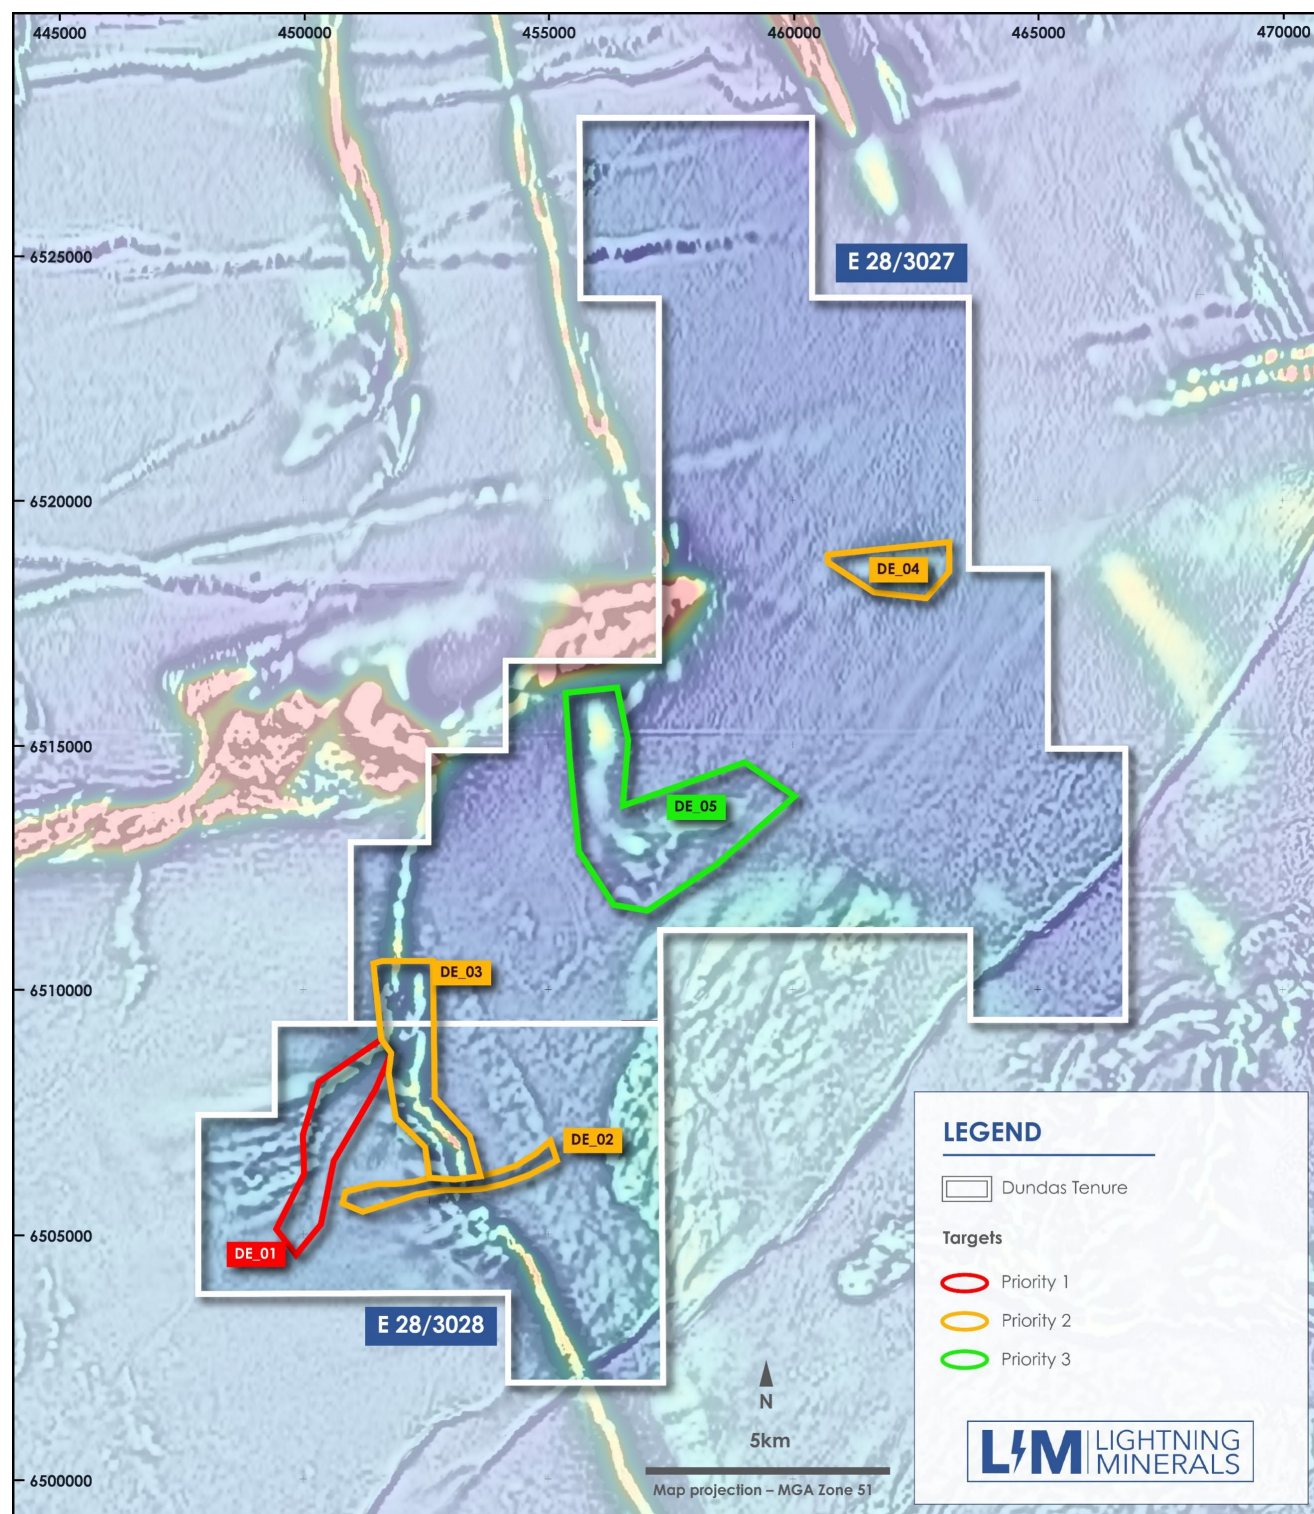 445000 450000 455000 460000 465000 470000
6525000
E 28/3027
6520000
DE_04
6515000
DE_05
6510000
DE_03
DE_02
6505000
DE_01
E 28/3028
6500000
N
5km
Map projection – MGA Zone 51
LEGEND
Dundas Tenure
Targets
Priority 1
Priority 2
Priority 3
LM LIGHTNING
MINERALS